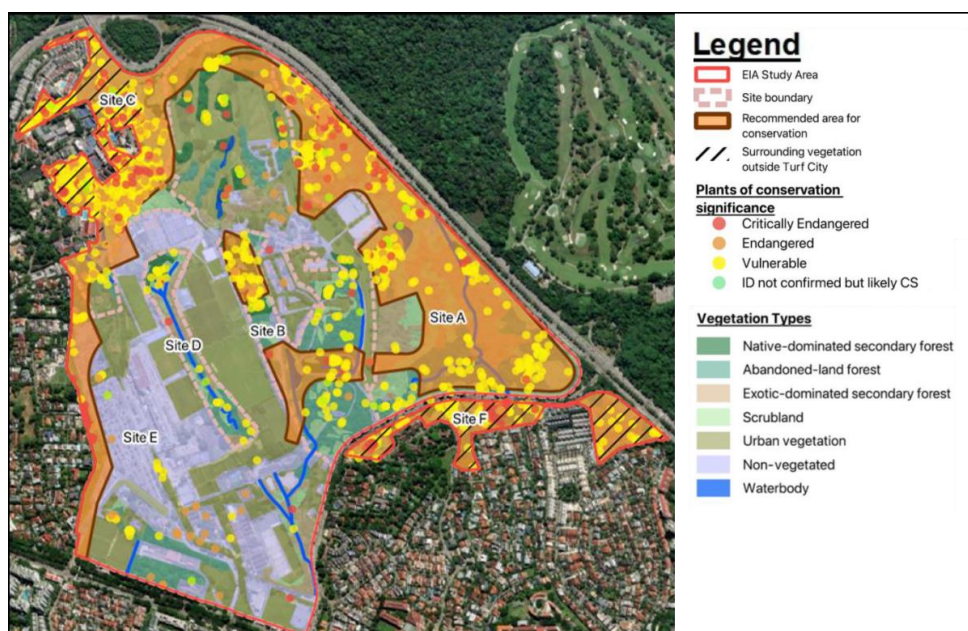 Legend
EIA Study Area
Site boundary
Recommended area for
conservation
Surrounding vegetation
outside Turf City
Plants of conservation
significance
Critically Endangered
Endangered
Vulnerable
ID not confirmed but likely CS
Vegetation Types
Native-dominated secondary forest
Abandoned-land forest
Exotic-dominated secondary forest
Scrubland
Urban vegetation
Non-vegetated
Waterbody
Site C
Site A
Site B
Site D
Site F
Site E